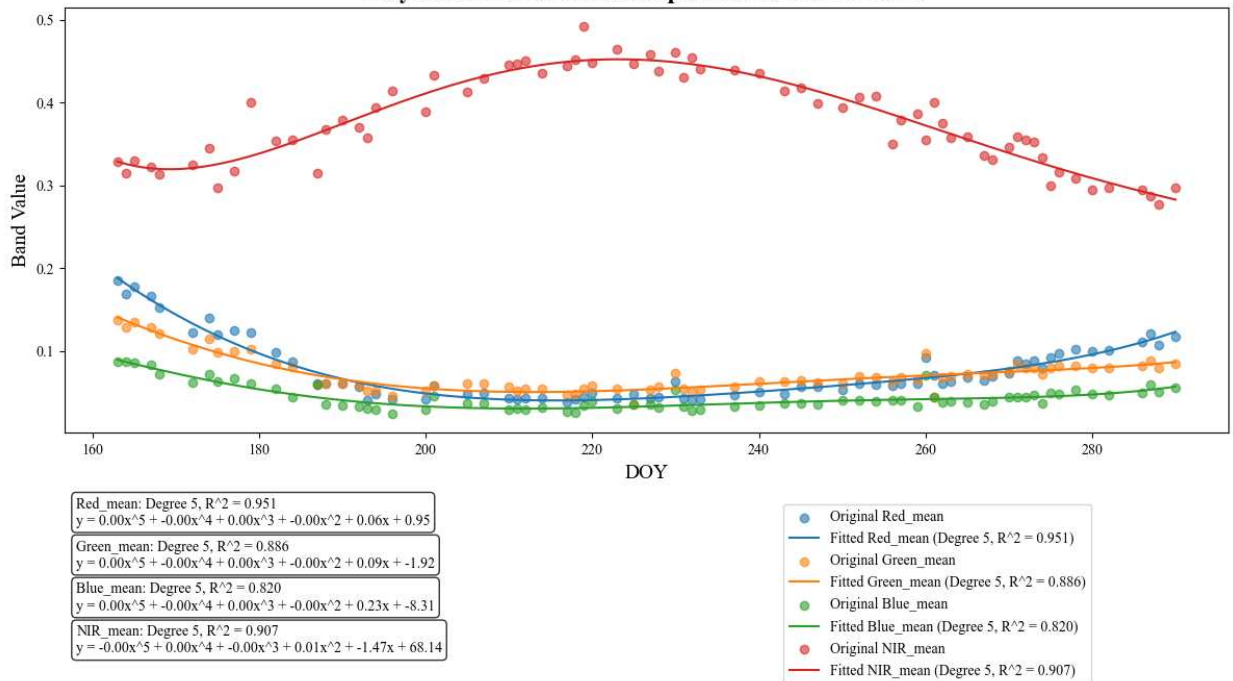 0.5
0.4
0.3
0.2
0.1
Band Value
160 180 200 220 240 260 280
DOY
Red_mean: Degree 5, R^2 = 0.951
y = 0.00x^5 + -0.00x^4 + 0.00x^3 + -0.00x^2 + 0.06x + 0.95
Green_mean: Degree 5, R^2 = 0.886
y = 0.00x^5 + -0.00x^4 + 0.00x^3 + -0.00x^2 + 0.09x + -1.92
Blue_mean: Degree 5, R^2 = 0.820
y = 0.00x^5 + -0.00x^4 + 0.00x^3 + -0.00x^2 + 0.23x + -8.31
NIR_mean: Degree 5, R^2 = 0.907
y = -0.00x^5 + 0.00x^4 + -0.00x^3 + 0.01x^2 + -1.47x + 68.14
Original Red_mean
Fitted Red_mean (Degree 5, R^2 = 0.951)
Original Green_mean
Fitted Green_mean (Degree 5, R^2 = 0.886)
Original Blue_mean
Fitted Blue_mean (Degree 5, R^2 = 0.820)
Original NIR_mean
Fitted NIR_mean (Degree 5, R^2 = 0.907)